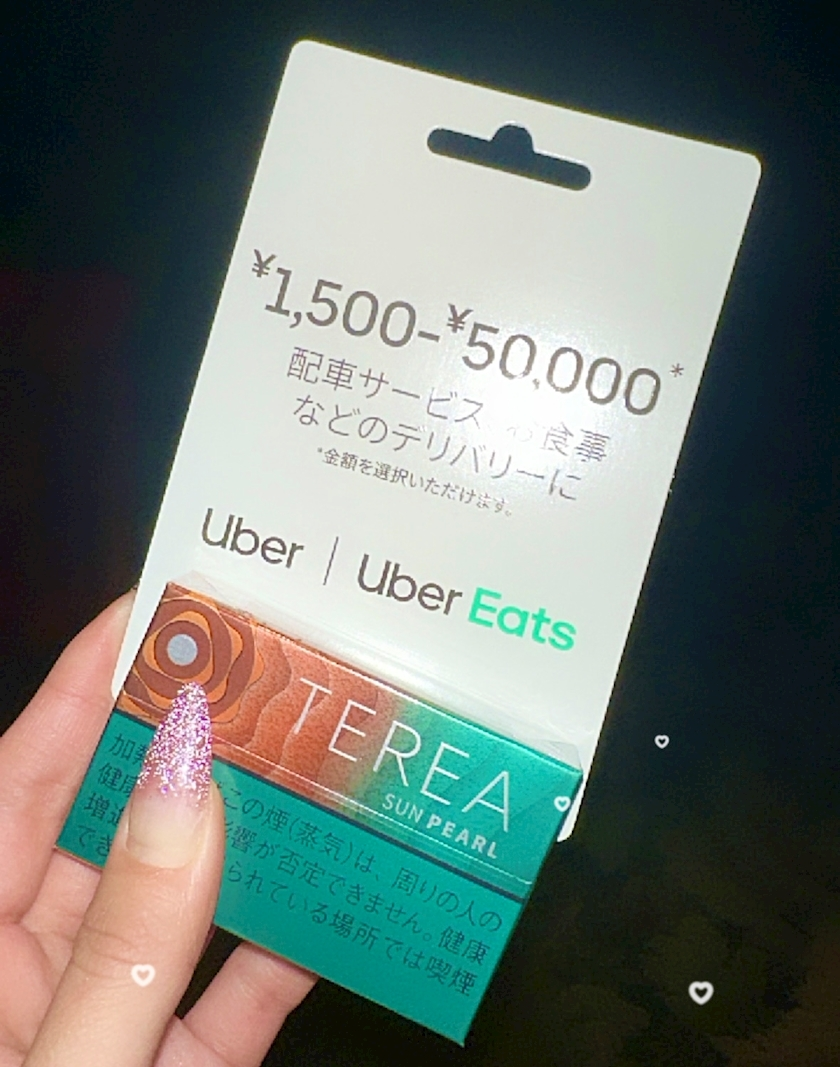 ¥1,500-¥50,000*
配車サービス、お食事
などのデリバリーに
*金額を選択いただけます。
Uber | Uber Eats
TEREA
SUN PEARL
加 この煙(蒸気)は、周りの人の
健 影響が否定できません。健康
増進 られている場所では喫煙
でき